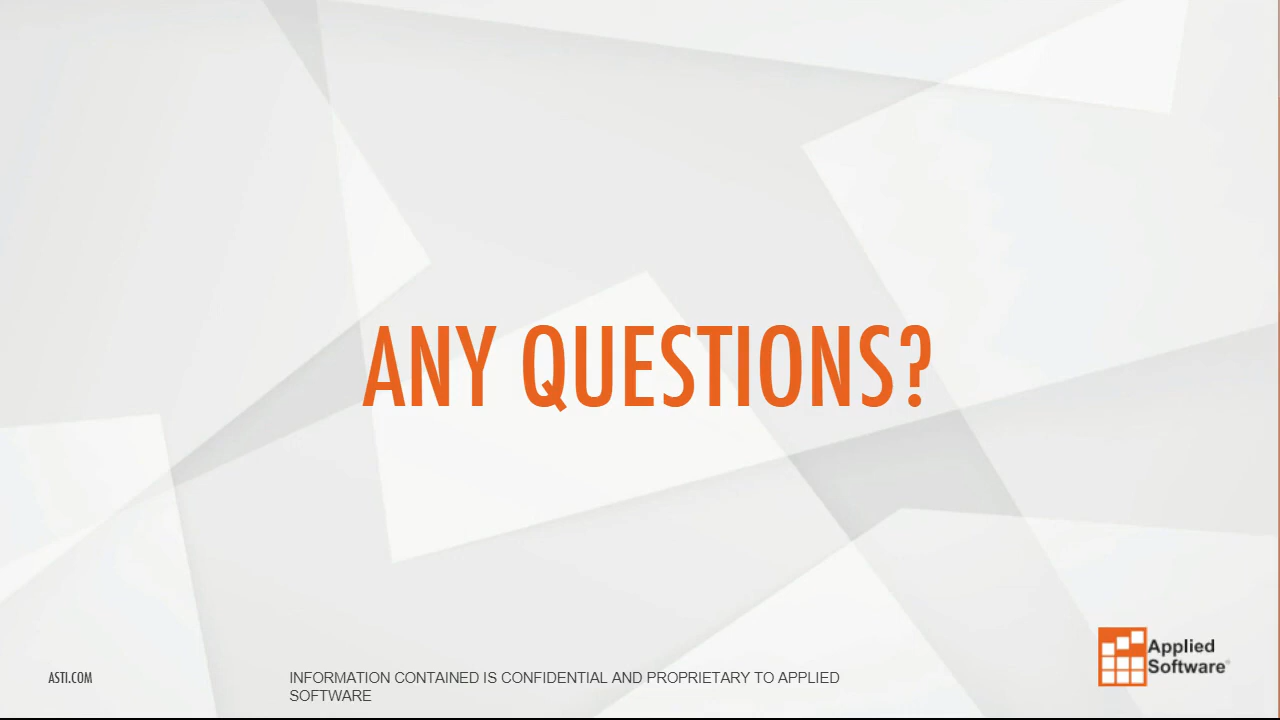 ANY QUESTIONS?
ASTI.COM
INFORMATION CONTAINED IS CONFIDENTIAL AND PROPRIETARY TO APPLIED
SOFTWARE
Applied
Software®